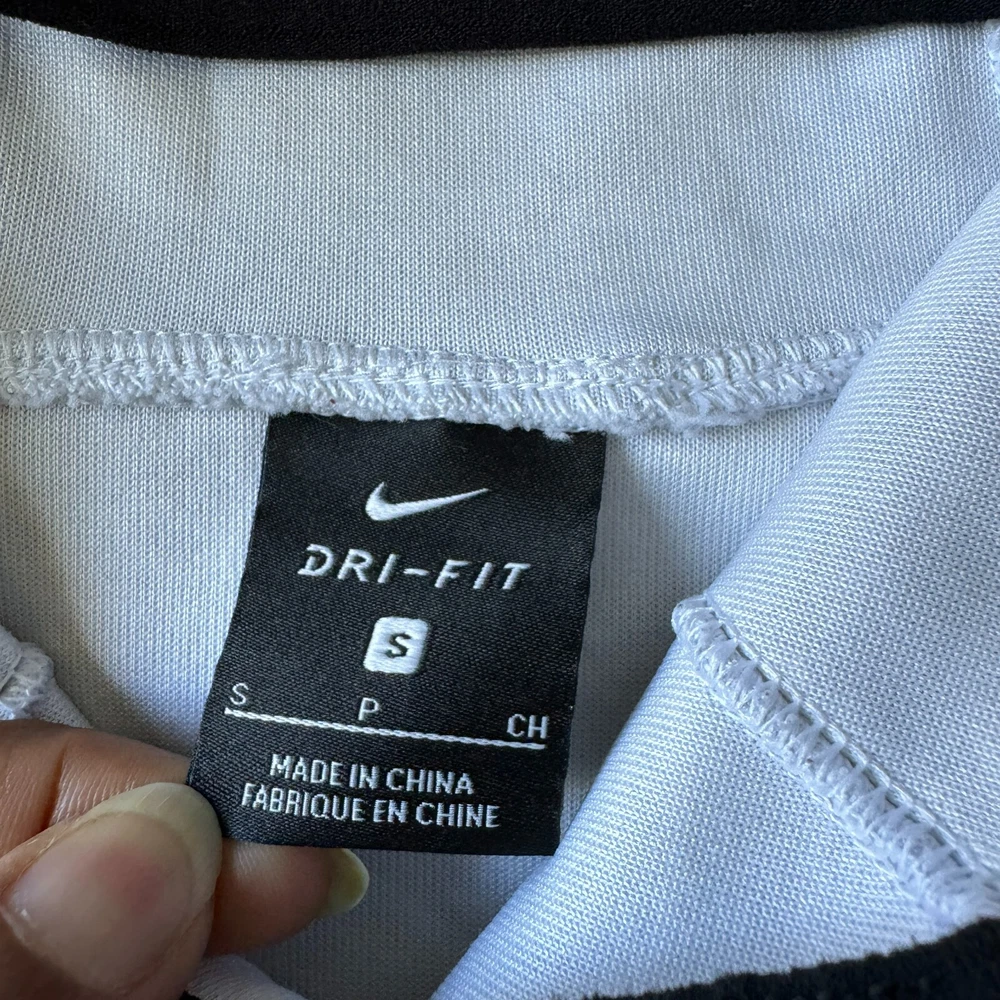 DRI-FIT
S
S P CH
MADE IN CHINA
FABRIQUE EN CHINE